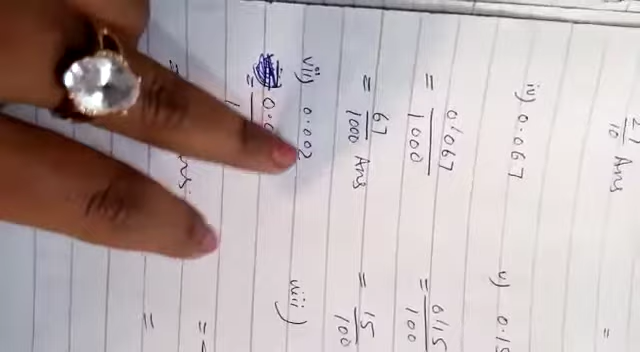 10 Ans
iv) 0.067
= 0.067
1000
= 67
1000 Ans
v) 0.15
= 0.15
100
= 15
100
vii) 0.002
=
viii)
=
=